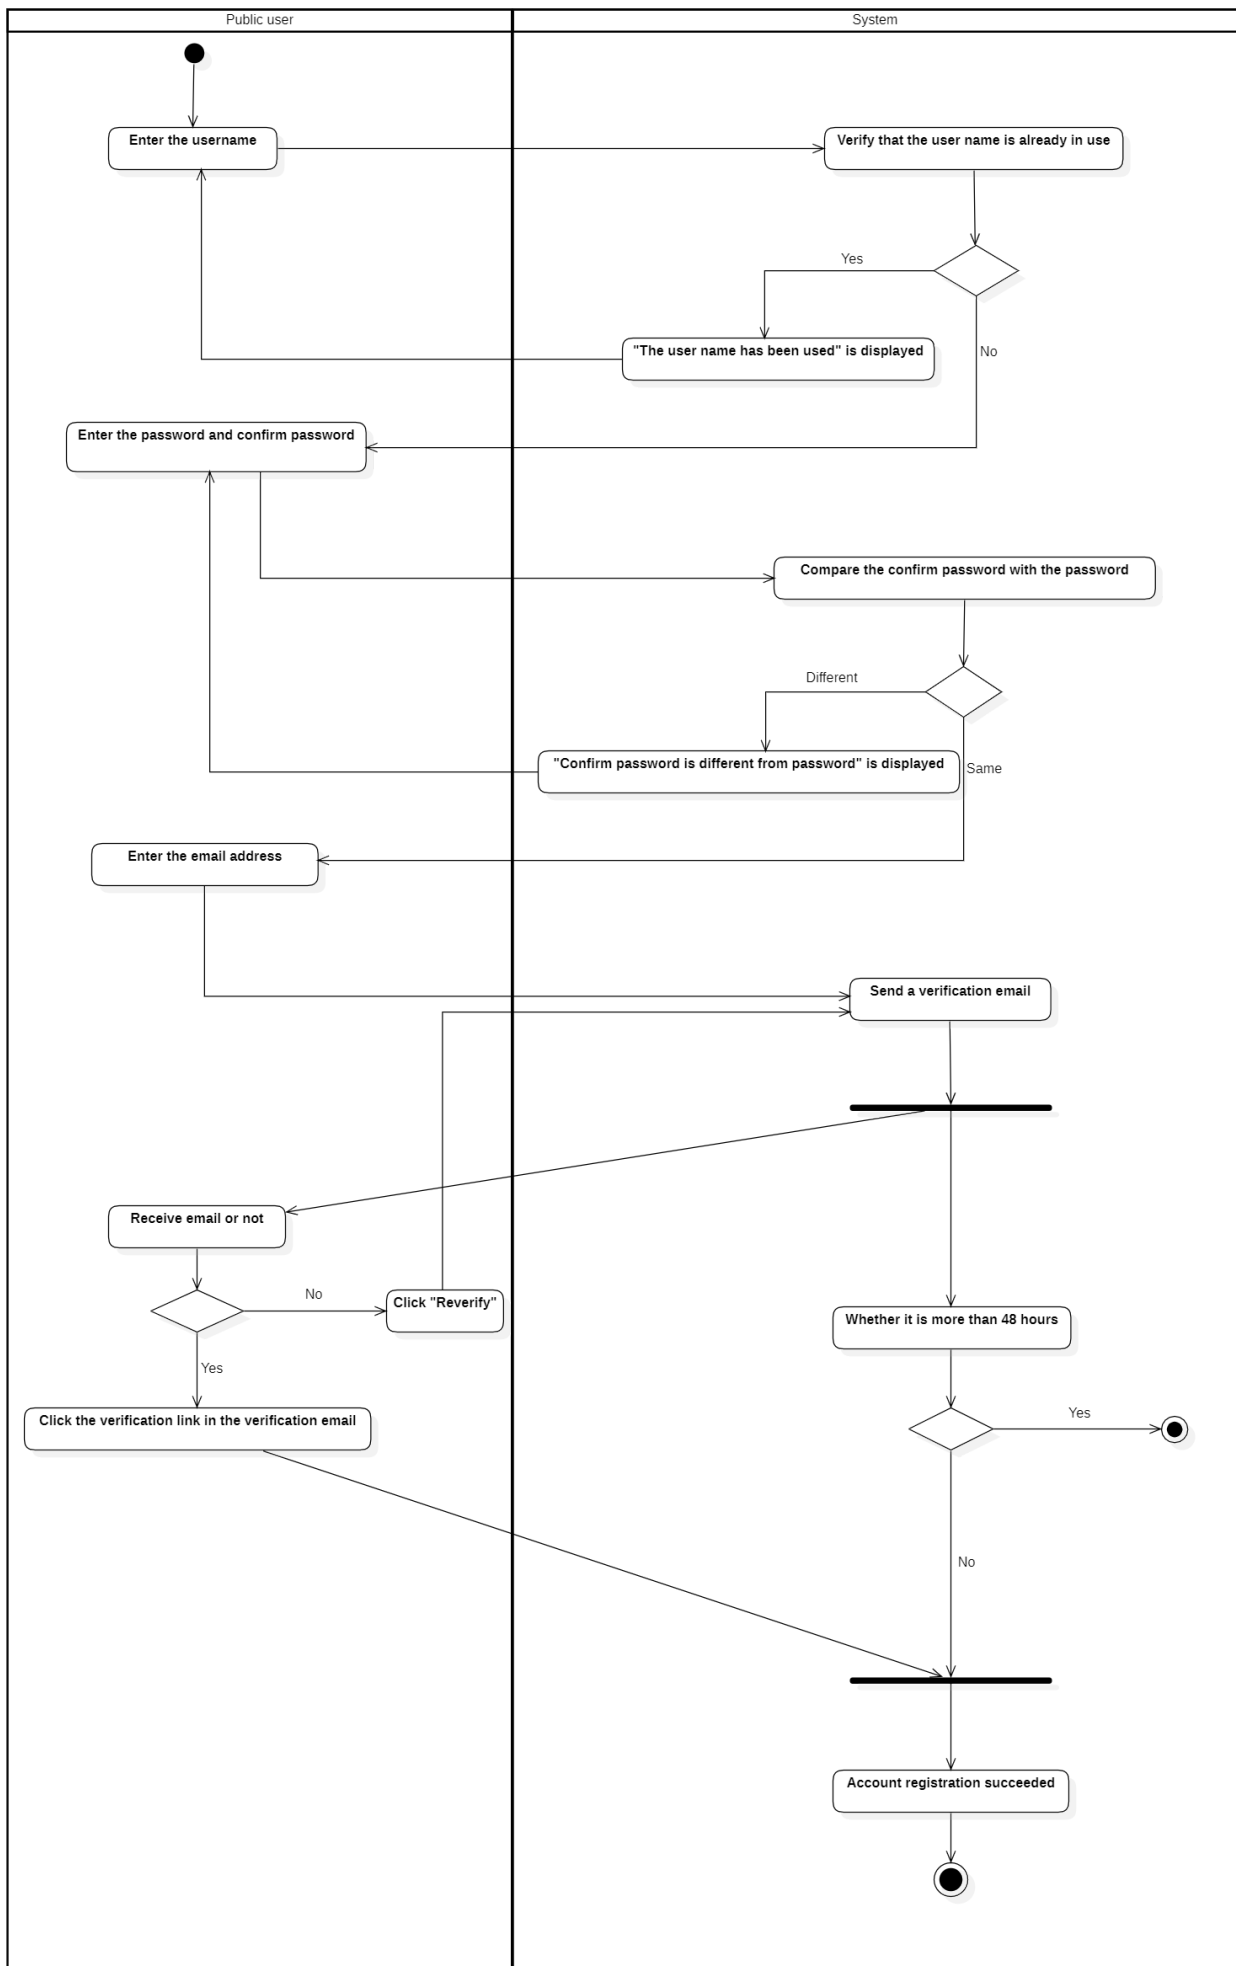 Public user
System
Enter the username
Verify that the user name is already in use
Yes
"The user name has been used" is displayed
No
Enter the password and confirm password
Compare the confirm password with the password
Different
"Confirm password is different from password" is displayed
Same
Enter the email address
Send a verification email
Receive email or not
No
Click "Reverify"
Whether it is more than 48 hours
Yes
Click the verification link in the verification email
Yes
No
Account registration succeeded